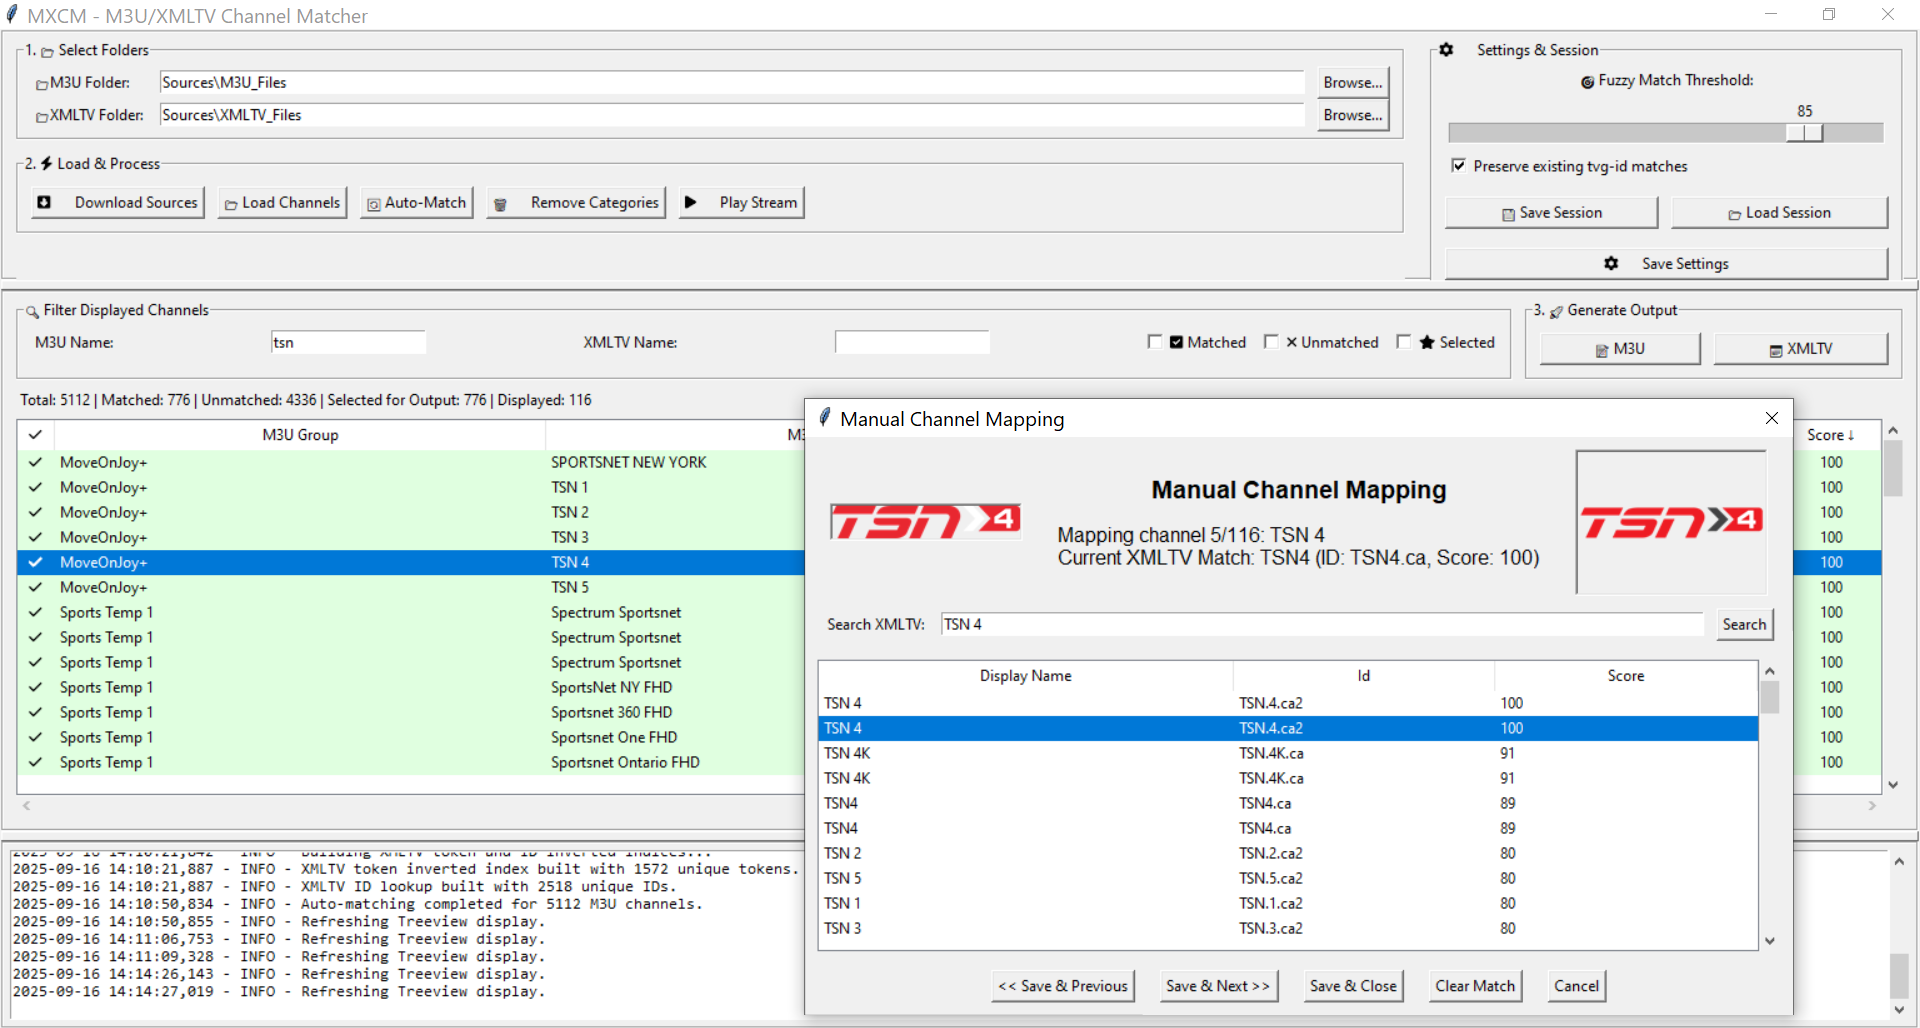 MXCM - M3U/XMLTV Channel Matcher
1. Select Folders
M3U Folder: Sources\M3U_Files Browse...
XMLTV Folder: Sources\XMLTV_Files Browse...
2. Load & Process
Download Sources Load Channels Auto-Match Remove Categories Play Stream
Settings & Session
Fuzzy Match Threshold:
85
Preserve existing tvg-id matches
Save Session Load Session
Save Settings
Filter Displayed Channels
M3U Name: tsn XMLTV Name: Matched Unmatched Selected
3. Generate Output
M3U XMLTV
Total: 5112 | Matched: 776 | Unmatched: 4336 | Selected for Output: 776 | Displayed: 116
M3U Group Score↓
MoveOnJoy+ SPORTSNET NEW YORK 100
MoveOnJoy+ TSN 1 100
MoveOnJoy+ TSN 2 100
MoveOnJoy+ TSN 3 100
MoveOnJoy+ TSN 4 100
MoveOnJoy+ TSN 5 100
Sports Temp 1 Spectrum Sportsnet 100
Sports Temp 1 Spectrum Sportsnet 100
Sports Temp 1 Spectrum Sportsnet 100
Sports Temp 1 SportsNet NY FHD 100
Sports Temp 1 Sportsnet 360 FHD 100
Sports Temp 1 Sportsnet One FHD 100
Sports Temp 1 Sportsnet Ontario FHD 100
Manual Channel Mapping
TSN 4
Manual Channel Mapping
Mapping channel 5/116: TSN 4
Current XMLTV Match: TSN4 (ID: TSN4.ca, Score: 100)
TSN 4
Search XMLTV: TSN 4 Search
Display Name Id Score
TSN 4 TSN.4.ca2 100
TSN 4 TSN.4.ca2 100
TSN 4K TSN.4K.ca 91
TSN 4K TSN.4K.ca 91
TSN4 TSN4.ca 89
TSN4 TSN4.ca 89
TSN 2 TSN.2.ca2 80
TSN 5 TSN.5.ca2 80
TSN 1 TSN.1.ca2 80
TSN 3 TSN.3.ca2 80
<< Save & Previous Save & Next >> Save & Close Clear Match Cancel
2025-09-16 14:10:21,887 - INFO - XMLTV token inverted index built with 1572 unique tokens.
2025-09-16 14:10:21,887 - INFO - XMLTV ID lookup built with 2518 unique IDs.
2025-09-16 14:10:50,834 - INFO - Auto-matching completed for 5112 M3U channels.
2025-09-16 14:10:50,855 - INFO - Refreshing Treeview display.
2025-09-16 14:11:06,753 - INFO - Refreshing Treeview display.
2025-09-16 14:11:09,328 - INFO - Refreshing Treeview display.
2025-09-16 14:14:26,143 - INFO - Refreshing Treeview display.
2025-09-16 14:14:27,019 - INFO - Refreshing Treeview display.